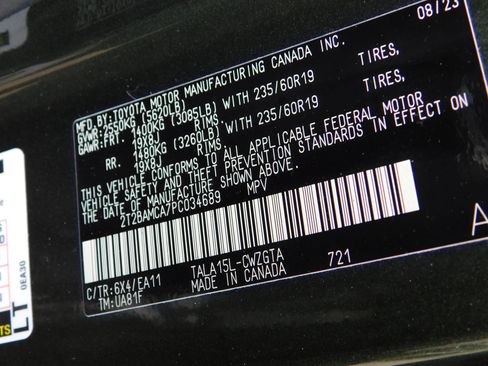 08/23
MFD.BY:TOYOTA MOTOR MANUFACTURING CANADA INC.
GVWR:2550KG(5620LB)
GAWR:FRT. 1400KG(3085LB)WITH 235/60R19 TIRES,
19X8J RIMS,
RR. 1480KG(3260LB)WITH 235/60R19 TIRES,
19X8J RIMS,
THIS VEHICLE CONFORMS TO ALL APPLICABLE FEDERAL MOTOR
VEHICLE SAFETY AND THEFT PREVENTION STANDARDS IN EFFECT ON
THE DATE OF MANUFACTURE SHOWN ABOVE.
2T2BAMCA7PC034689 MPV
C/TR:6X4/EA11 TALA15L-CWZGTA 721
TM:UA81F MADE IN CANADA
A
LT
0EA30